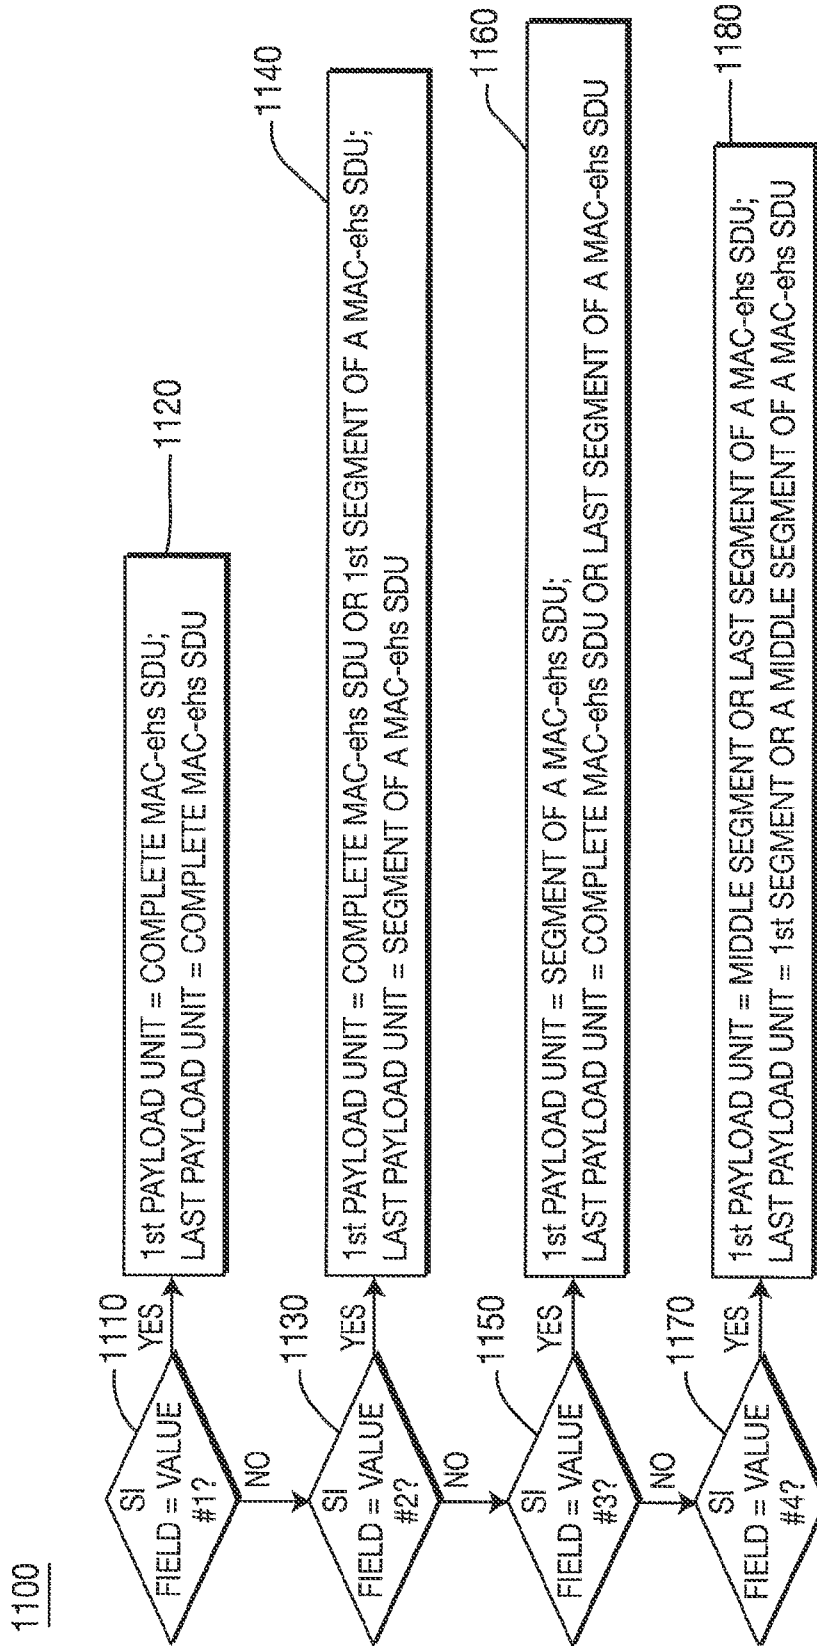 1100
SI
FIELD = VALUE
#1?
1110
YES
NO
1st PAYLOAD UNIT = COMPLETE MAC-ehs SDU;
LAST PAYLOAD UNIT = COMPLETE MAC-ehs SDU
1120
SI
FIELD = VALUE
#2?
1130
YES
NO
1st PAYLOAD UNIT = COMPLETE MAC-ehs SDU OR 1st SEGMENT OF A MAC-ehs SDU;
LAST PAYLOAD UNIT = SEGMENT OF A MAC-ehs SDU
1140
SI
FIELD = VALUE
#3?
1150
YES
NO
1st PAYLOAD UNIT = SEGMENT OF A MAC-ehs SDU;
LAST PAYLOAD UNIT = COMPLETE MAC-ehs SDU OR LAST SEGMENT OF A MAC-ehs SDU
1160
SI
FIELD = VALUE
#4?
1170
YES
1st PAYLOAD UNIT = MIDDLE SEGMENT OR LAST SEGMENT OF A MAC-ehs SDU;
LAST PAYLOAD UNIT = 1st SEGMENT OR A MIDDLE SEGMENT OF A MAC-ehs SDU
1180